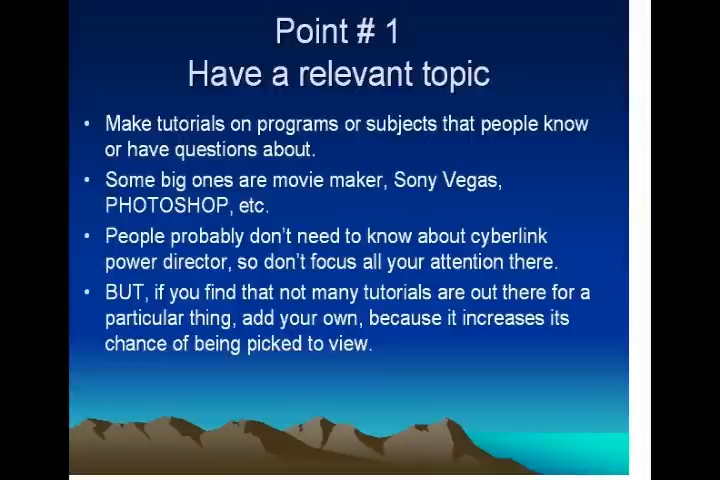 Point # 1
Have a relevant topic
• Make tutorials on programs or subjects that people know
or have questions about.
• Some big ones are movie maker, Sony Vegas,
PHOTOSHOP, etc.
• People probably don't need to know about cyberlink
power director, so don't focus all your attention there.
• BUT, if you find that not many tutorials are out there for a
particular thing, add your own, because it increases its
chance of being picked to view.